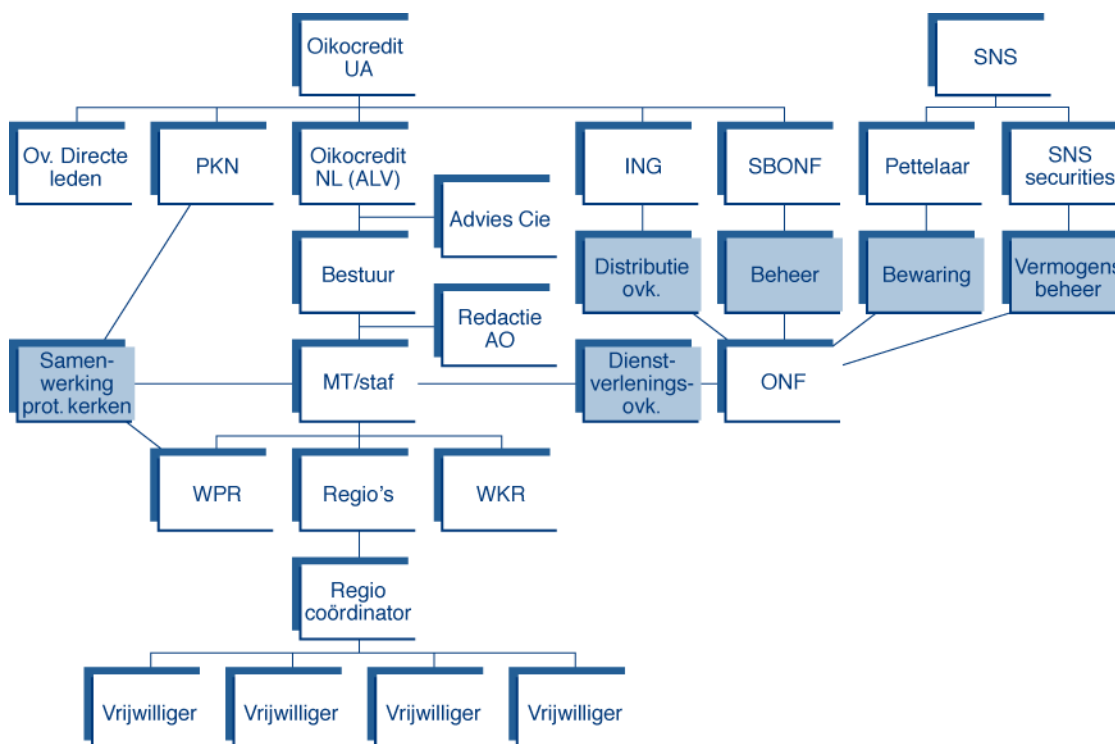 Oikocredit
UA
SNS
Ov. Directe
leden
PKN
Oikocredit
NL (ALV)
ING
SBONF
Pettelaar
SNS
securities
Advies Cie
Bestuur
Distributie
ovk.
Beheer
Bewaring
Vermogens
beheer
Redactie
AO
Samen-
werking
prot. kerken
MT/staf
Dienst-
verlenings-
ovk.
ONF
WPR
Regio's
WKR
Regio
coördinator
Vrijwilliger
Vrijwilliger
Vrijwilliger
Vrijwilliger